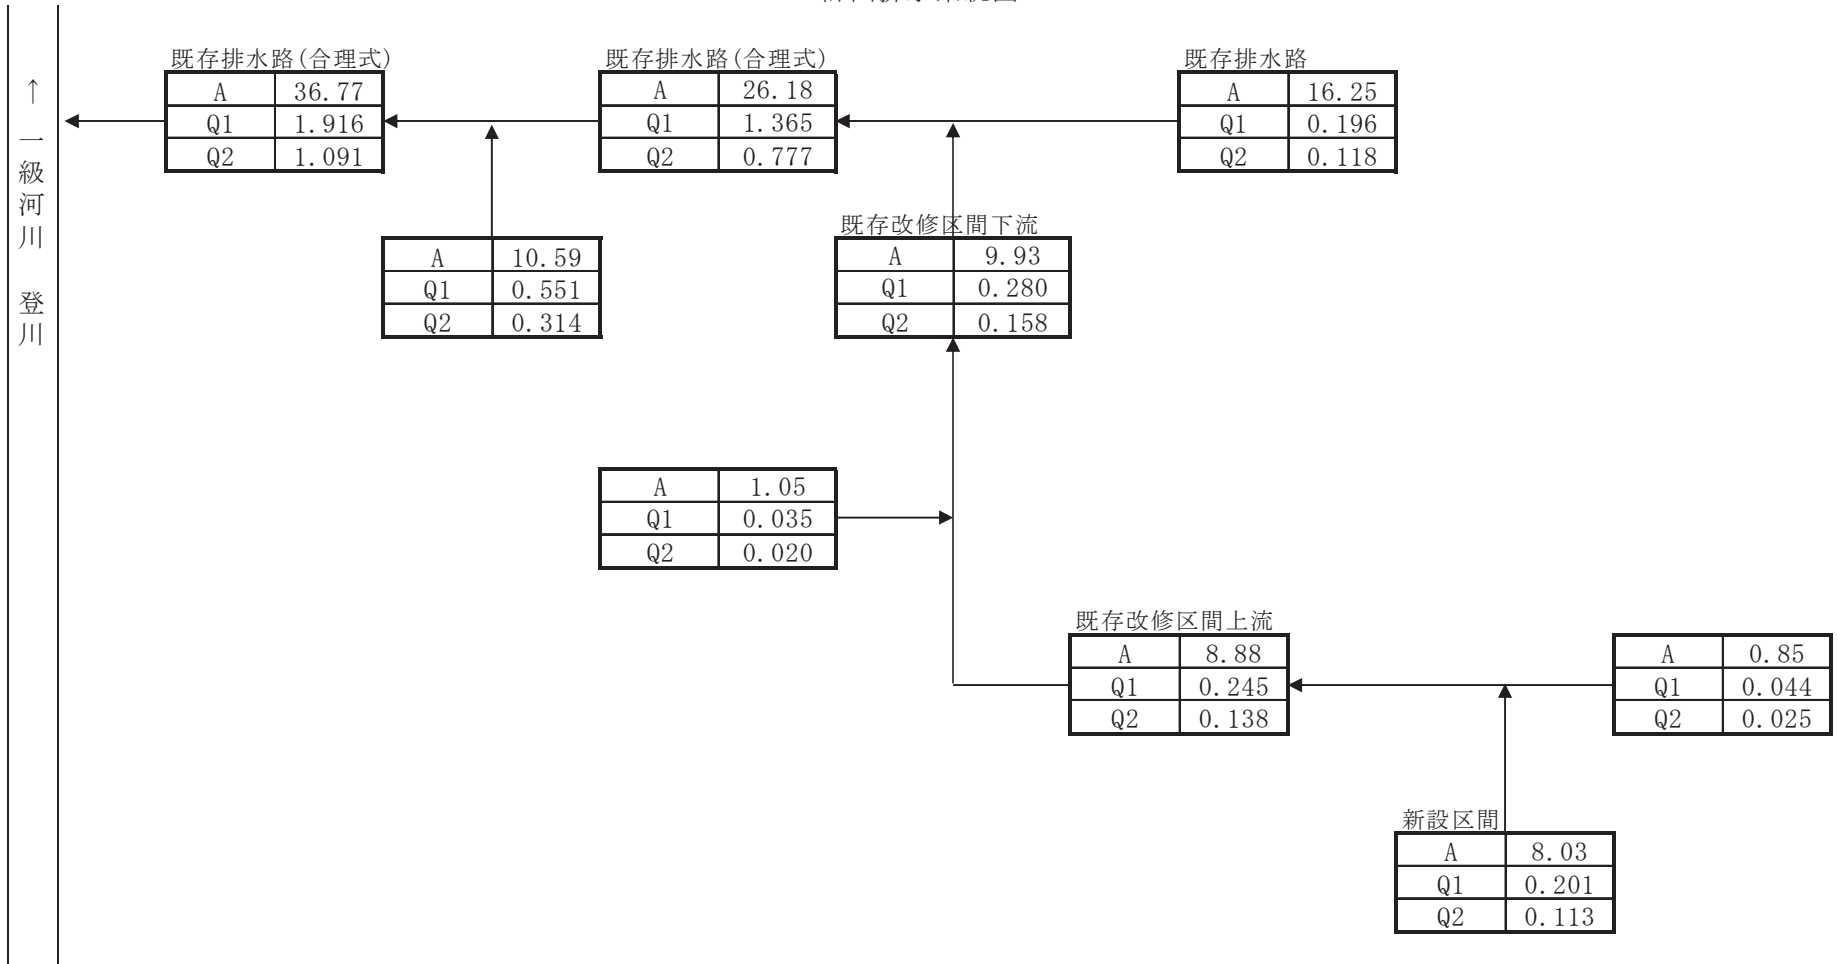 ↑ 一級河川 登川
既存排水路(合理式)
A 36.77
Q1 1.916
Q2 1.091
既存排水路(合理式)
A 26.18
Q1 1.365
Q2 0.777
既存排水路
A 16.25
Q1 0.196
Q2 0.118
A 10.59
Q1 0.551
Q2 0.314
既存改修区間下流
A 9.93
Q1 0.280
Q2 0.158
A 1.05
Q1 0.035
Q2 0.020
既存改修区間上流
A 8.88
Q1 0.245
Q2 0.138
A 0.85
Q1 0.044
Q2 0.025
新設区間
A 8.03
Q1 0.201
Q2 0.113